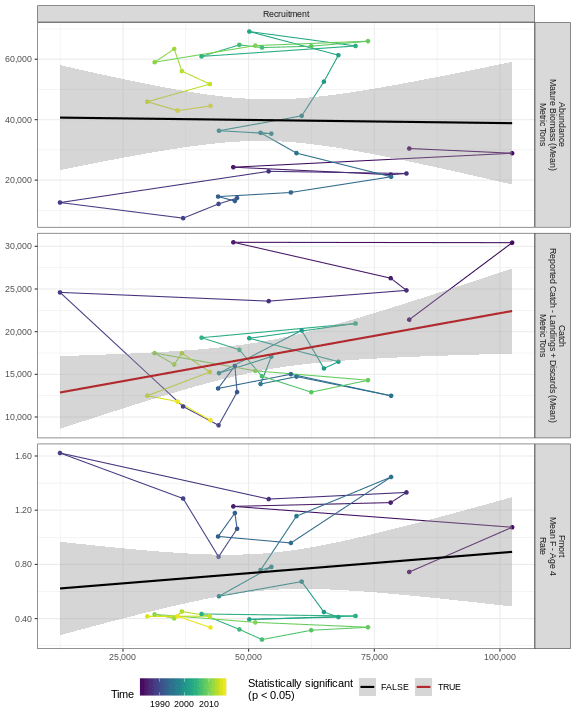 Recruitment
60,000
40,000
20,000
Abundance
Mature Biomass (Mean)
Metric Tons
30,000
25,000
20,000
15,000
10,000
Catch
Reported Catch - Landings + Discards (Mean)
Metric Tons
1.60
1.20
0.80
0.40
Fmort
Mean F - Age 4
Rate
25,000 50,000 75,000 100,000
Time
1990 2000 2010
Statistically significant
(p < 0.05)
FALSE TRUE